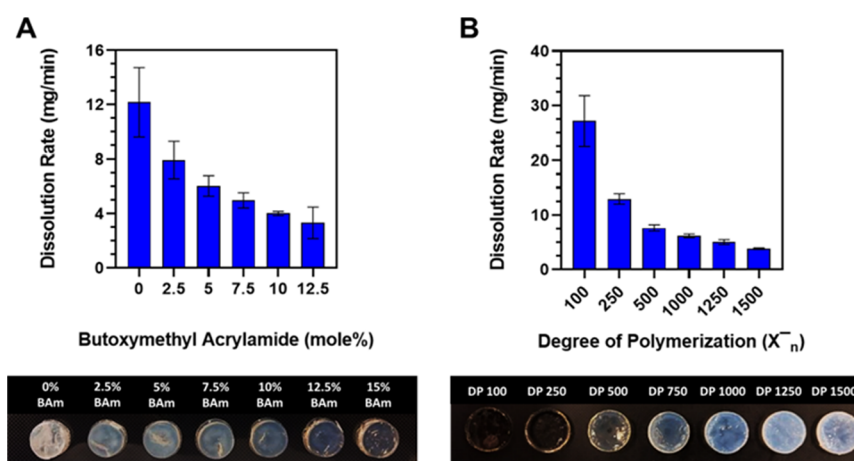 A
Dissolution Rate (mg/min)
16
12
8
4
0
0 2.5 5 7.5 10 12.5
Butoxymethyl Acrylamide (mole%)
0% 2.5% 5% 7.5% 10% 12.5% 15%
BAm BAm BAm BAm BAm BAm BAm
B
Dissolution Rate (mg/min)
40
30
20
10
0
100 250 500 1000 1250 1500
Degree of Polymerization (X¯n)
DP 100 DP 250 DP 500 DP 750 DP 1000 DP 1250 DP 1500